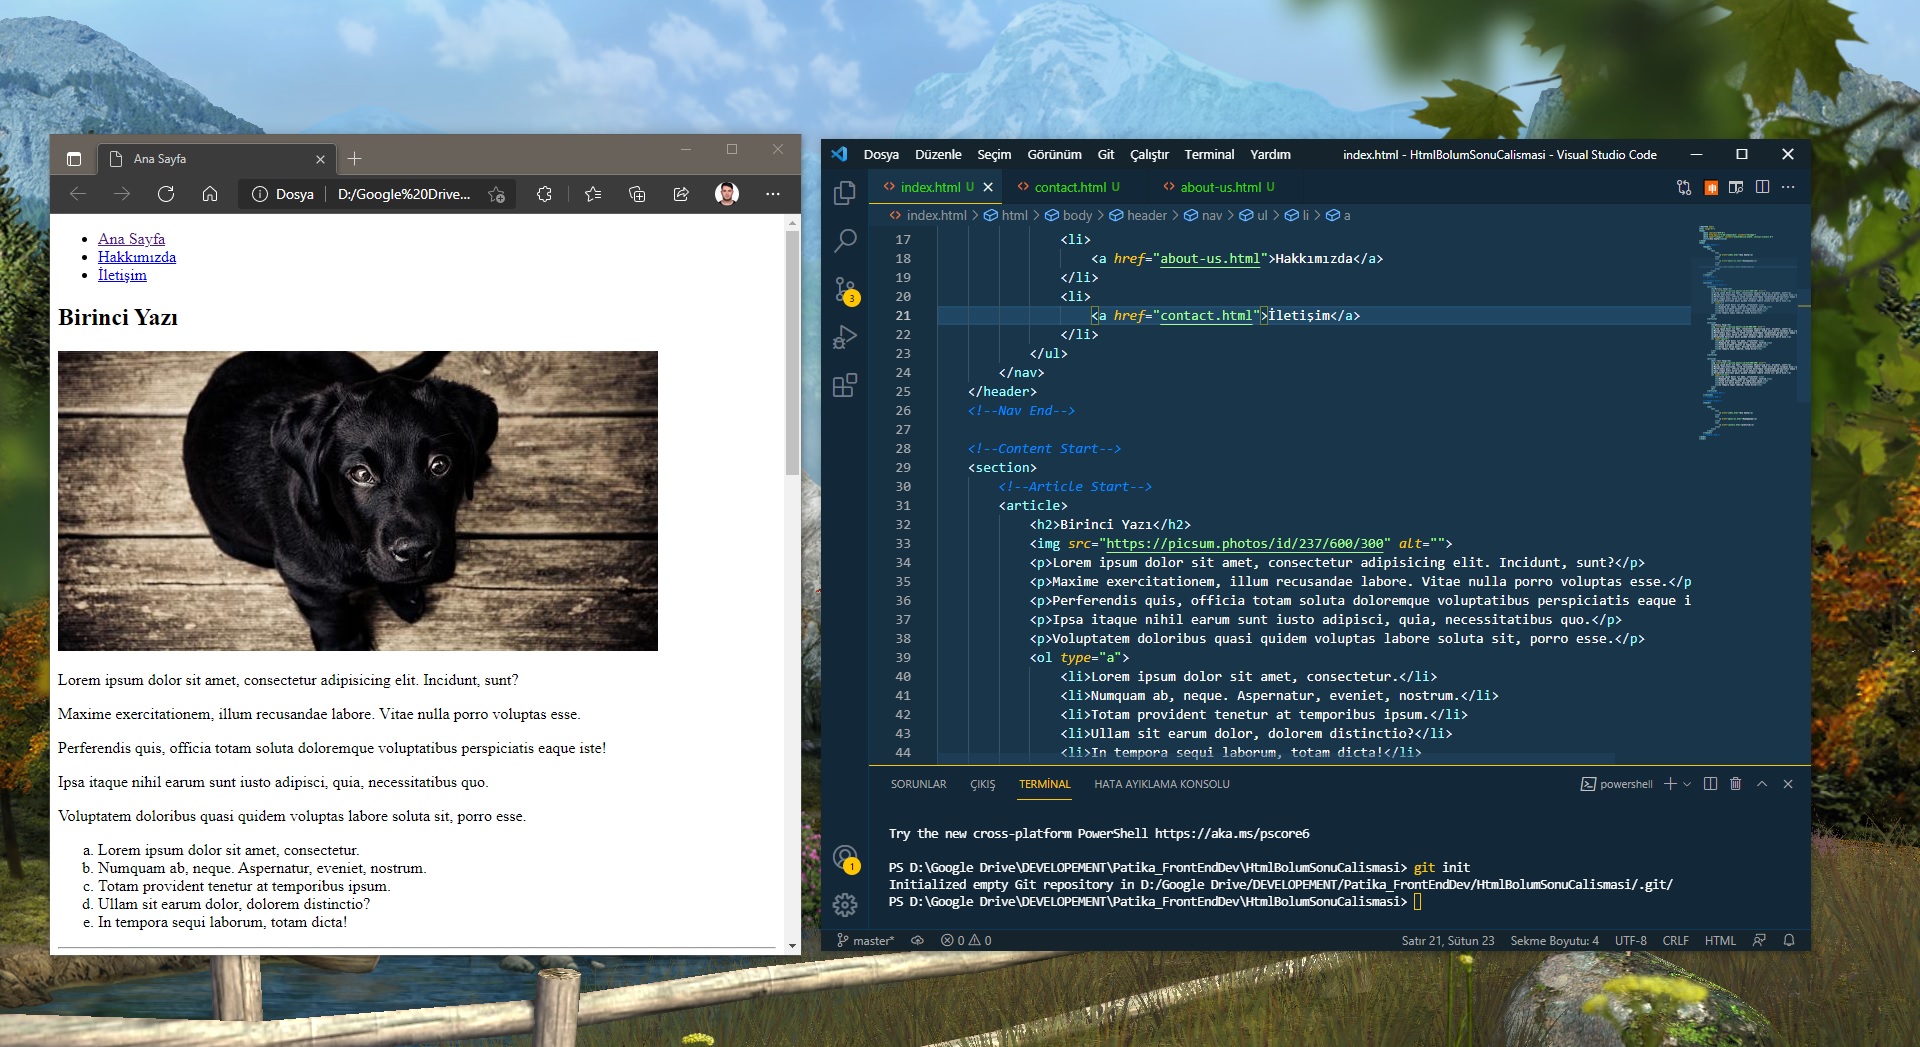 Ana Sayfa
Dosya
D:/Google%20Drive...
Ana Sayfa
Hakkımızda
İletişim
Birinci Yazı
Lorem ipsum dolor sit amet, consectetur adipisicing elit. Incidunt, sunt?
Maxime exercitationem, illum recusandae labore. Vitae nulla porro voluptas esse.
Perferendis quis, officia totam soluta doloremque voluptatibus perspiciatis eaque iste!
Ipsa itaque nihil earum sunt iusto adipisci, quia, necessitatibus quo.
Voluptatem doloribus quasi quidem voluptas labore soluta sit, porro esse.
a. Lorem ipsum dolor sit amet, consectetur.
b. Numquam ab, neque. Aspernatur, eveniet, nostrum.
c. Totam provident tenetur at temporibus ipsum.
d. Ullam sit earum dolor, dolorem distinctio?
e. In tempora sequi laborum, totam dicta!
Dosya Düzenle Seçim Görünüm Git Çalıştır Terminal Yardım index.html - HtmlBolumSonuCalismasi - Visual Studio Code
index.html U contact.html U about-us.html U
index.html > html > body > header > nav > ul > li > a
17 <li>
18 <a href="about-us.html">Hakkımızda</a>
19 </li>
20 <li>
21 <a href="contact.html">İletişim</a>
22 </li>
23 </ul>
24 </nav>
25 </header>
26 <!--Nav End-->
27
28 <!--Content Start-->
29 <section>
30 <!--Article Start-->
31 <article>
32 <h2>Birinci Yazı</h2>
33 <img src="https://picsum.photos/id/237/600/300" alt="">
34 <p>Lorem ipsum dolor sit amet, consectetur adipisicing elit. Incidunt, sunt?</p>
35 <p>Maxime exercitationem, illum recusandae labore. Vitae nulla porro voluptas esse.</p
36 <p>Perferendis quis, officia totam soluta doloremque voluptatibus perspiciatis eaque i
37 <p>Ipsa itaque nihil earum sunt iusto adipisci, quia, necessitatibus quo.</p>
38 <p>Voluptatem doloribus quasi quidem voluptas labore soluta sit, porro esse.</p>
39 <ol type="a">
40 <li>Lorem ipsum dolor sit amet, consectetur.</li>
41 <li>Numquam ab, neque. Aspernatur, eveniet, nostrum.</li>
42 <li>Totam provident tenetur at temporibus ipsum.</li>
43 <li>Ullam sit earum dolor, dolorem distinctio?</li>
44 <li>In tempora sequi laborum, totam dicta!</li>
3
1
SORUNLAR ÇIKIŞ TERMİNAL HATA AYIKLAMA KONSOLU powershell
Try the new cross-platform PowerShell https://aka.ms/pscore6
PS D:\Google Drive\DEVELOPEMENT\Patika_FrontEndDev\HtmlBolumSonuCalismasi> git init
Initialized empty Git repository in D:/Google Drive/DEVELOPEMENT/Patika_FrontEndDev/HtmlBolumSonuCalismasi/.git/
PS D:\Google Drive\DEVELOPEMENT\Patika_FrontEndDev\HtmlBolumSonuCalismasi>
master* 0 0 Satır 21, Sütun 23 Sekme Boyutu: 4 UTF-8 CRLF HTML